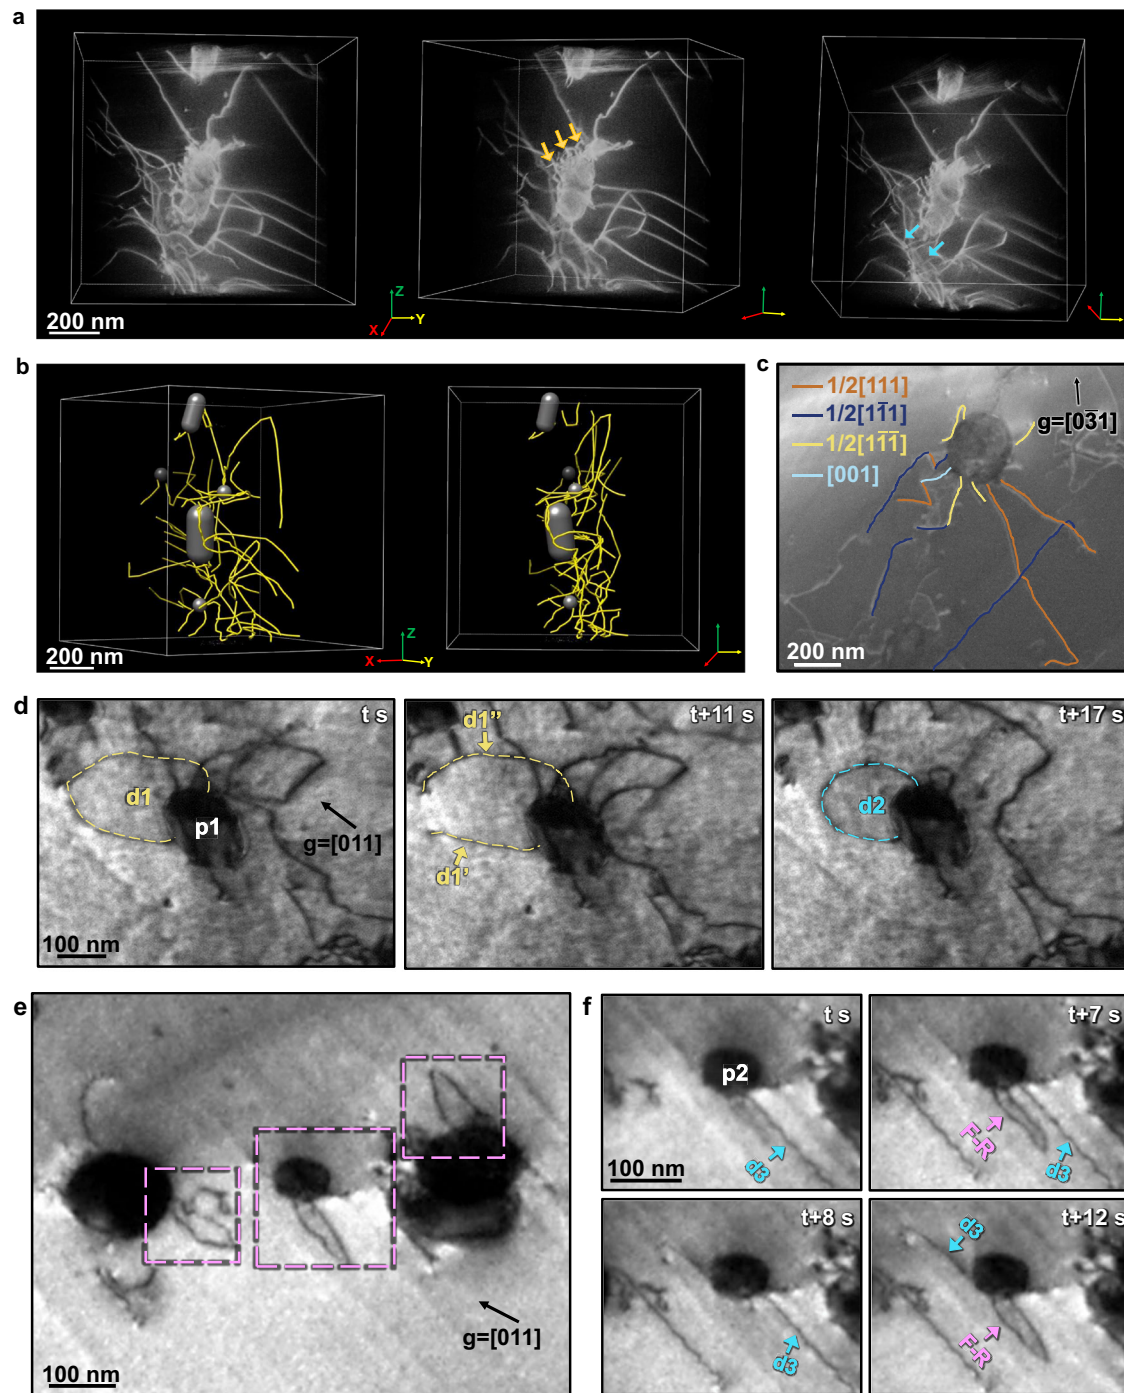 a
Z
X
Y
200 nm
b
Z
X
Y
200 nm
c
1/2[111]
1/2[11̅1]
1/2[11̅1̅]
[001]
g=[03̅1]
200 nm
d
t s
d1
p1
g=[011]
100 nm
t+11 s
d1”
d1’
t+17 s
d2
e
g=[011]
100 nm
f
t s
p2
d3
100 nm
t+7 s
F-R
d3
t+8 s
d3
t+12 s
d3
F-R